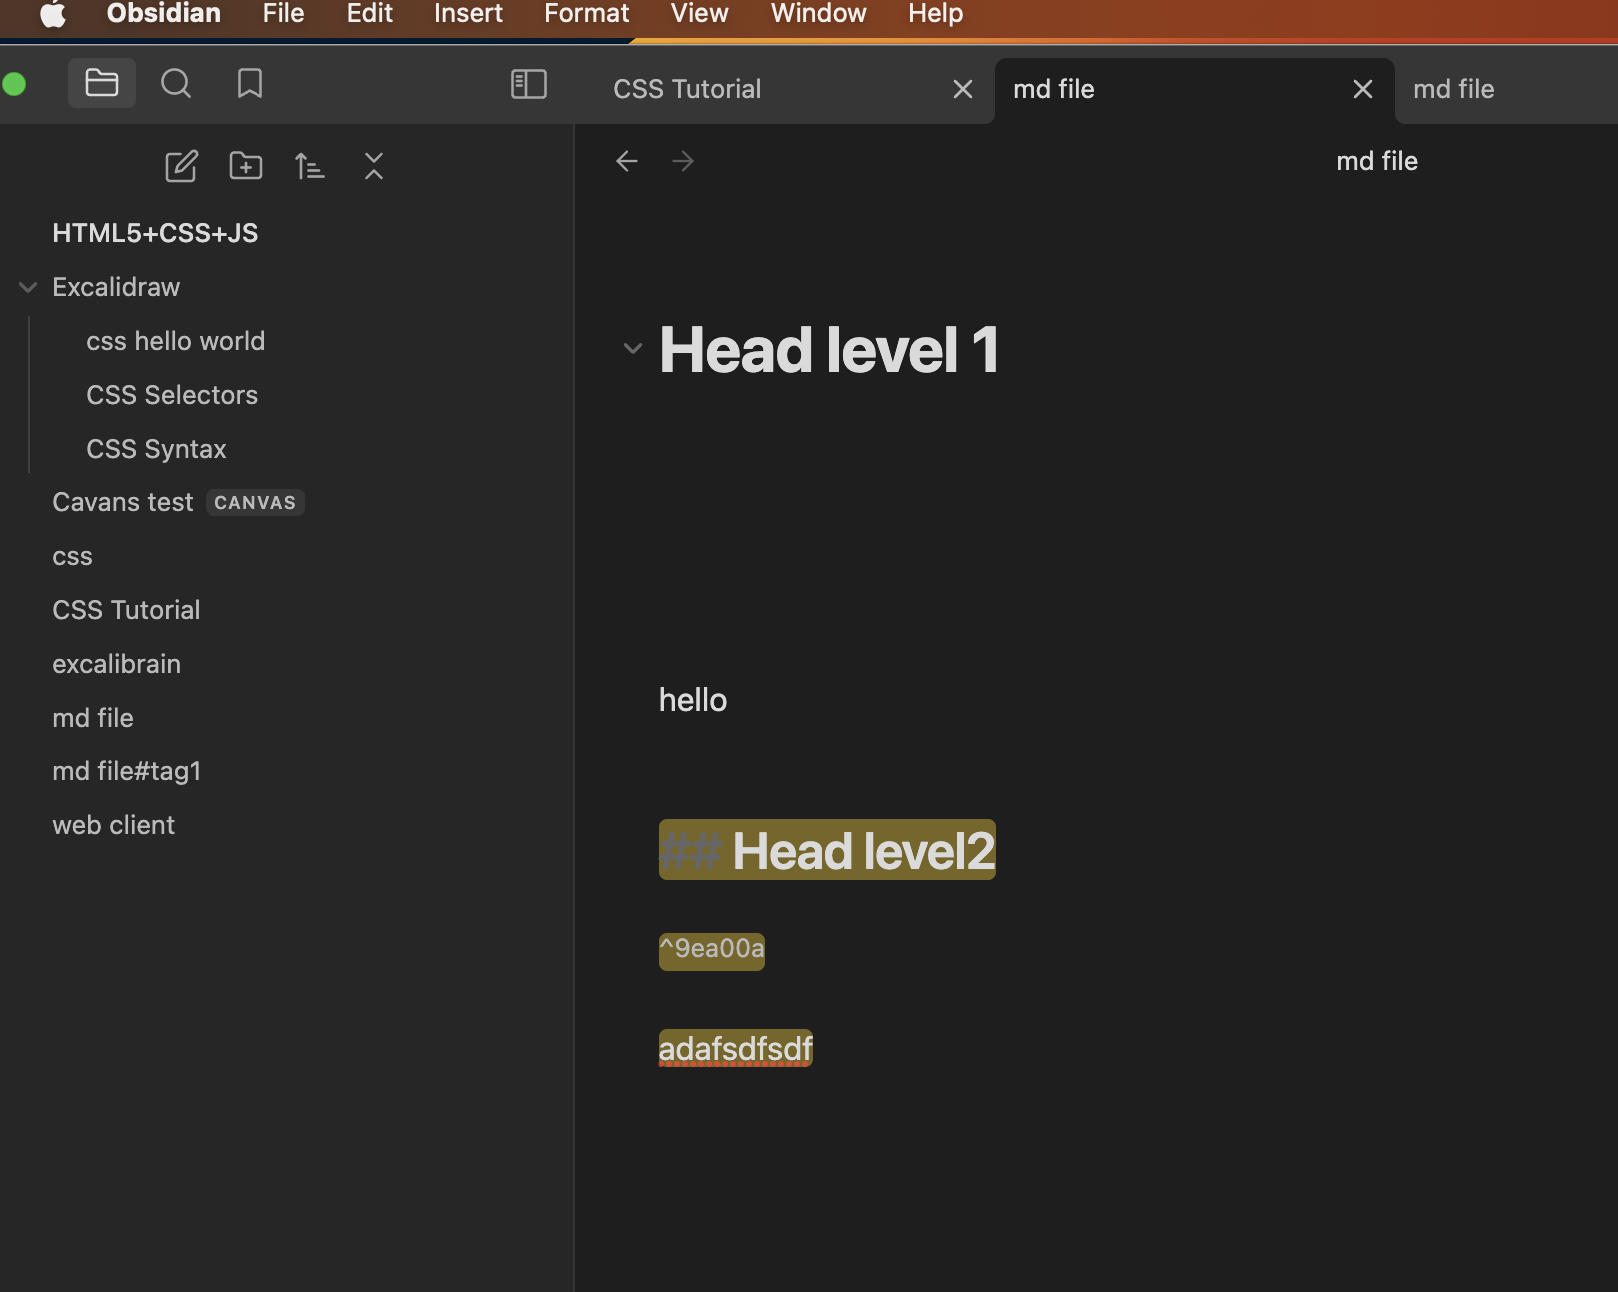 Obsidian File Edit Insert Format View Window Help
CSS Tutorial md file md file
md file
HTML5+CSS+JS
Excalidraw
css hello world
CSS Selectors
CSS Syntax
Cavans test CANVAS
css
CSS Tutorial
excalibrain
md file
md file#tag1
web client
Head level 1
hello
## Head level2
^9ea00a
adafsdfsdf